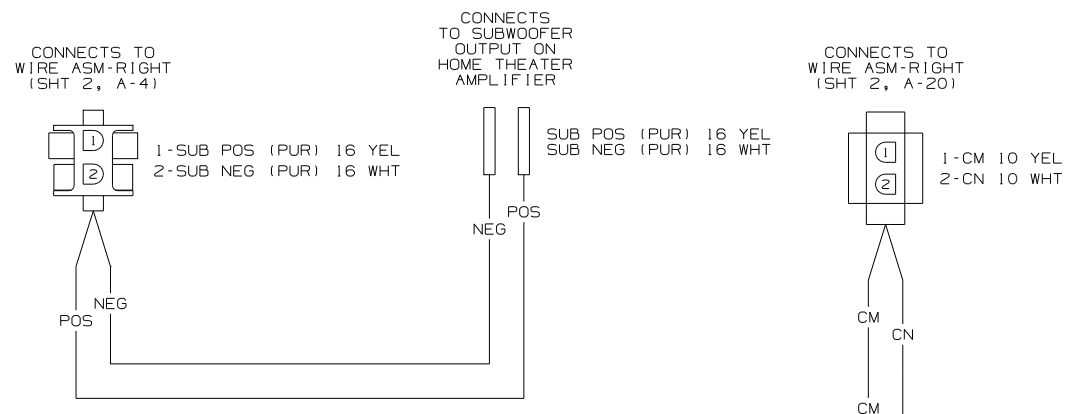 CONNECTS TO
WIRE ASM-RIGHT
(SHT 2, A-4)
1
2
1-SUB POS (PUR) 16 YEL
2-SUB NEG (PUR) 16 WHT
POS
NEG
CONNECTS
TO SUBWOOFER
OUTPUT ON
HOME THEATER
AMPLIFIER
SUB POS (PUR) 16 YEL
SUB NEG (PUR) 16 WHT
NEG
POS
CONNECTS TO
WIRE ASM-RIGHT
(SHT 2, A-20)
1
2
1-CM 10 YEL
2-CN 10 WHT
CM
CN
CM